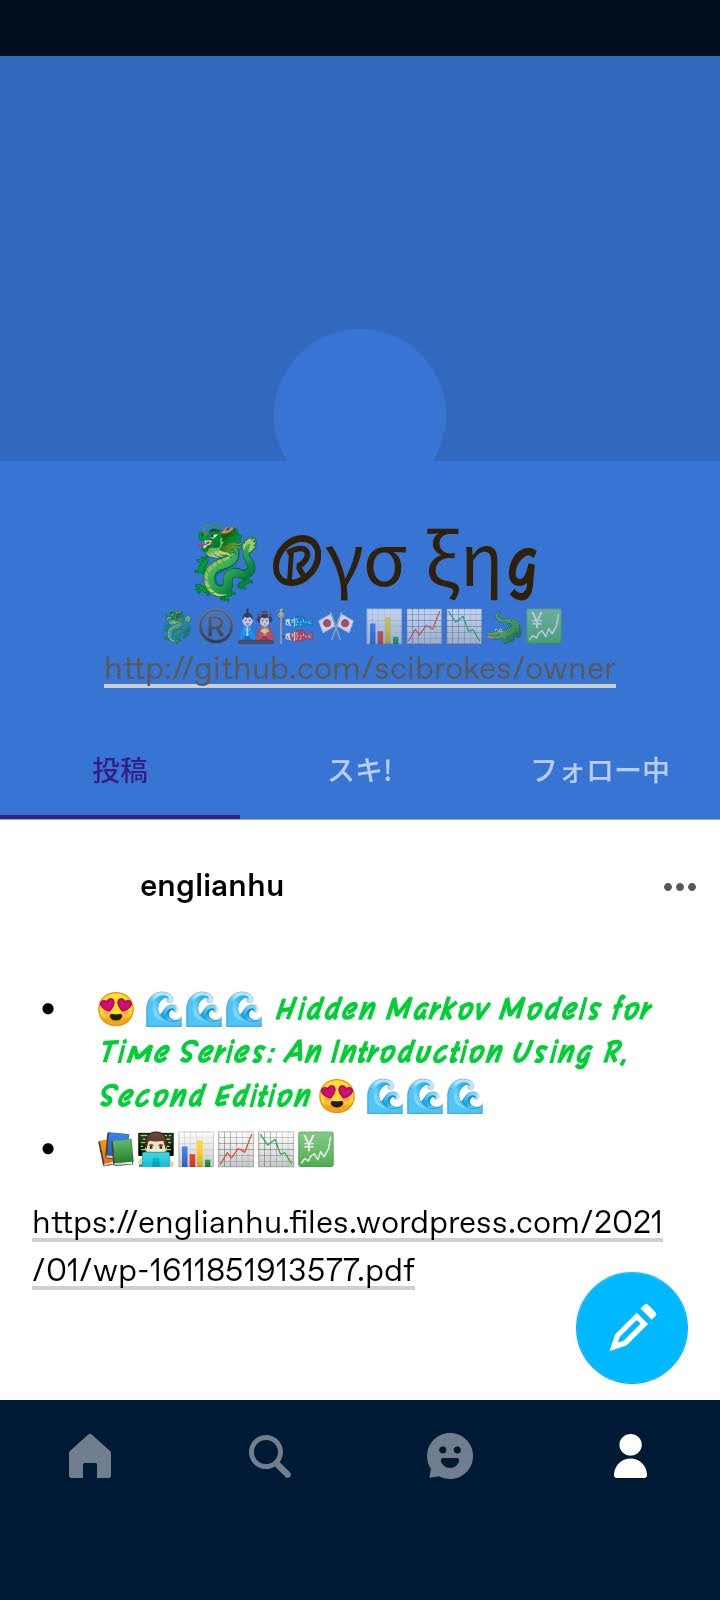 🐉®γσ ξηg
🐉®️🎎🎏🎌📊📈📉🐊💹
http://github.com/scibrokes/owner
投稿 スキ! フォロー中
englianhu
• 😍 🌊🌊🌊 Hidden Markov Models for
Time Series: An Introduction Using R,
Second Edition 😍 🌊🌊🌊
• 📚👨🏻‍💻📊📈📉💹
https://englianhu.files.wordpress.com/2021
/01/wp-1611851913577.pdf